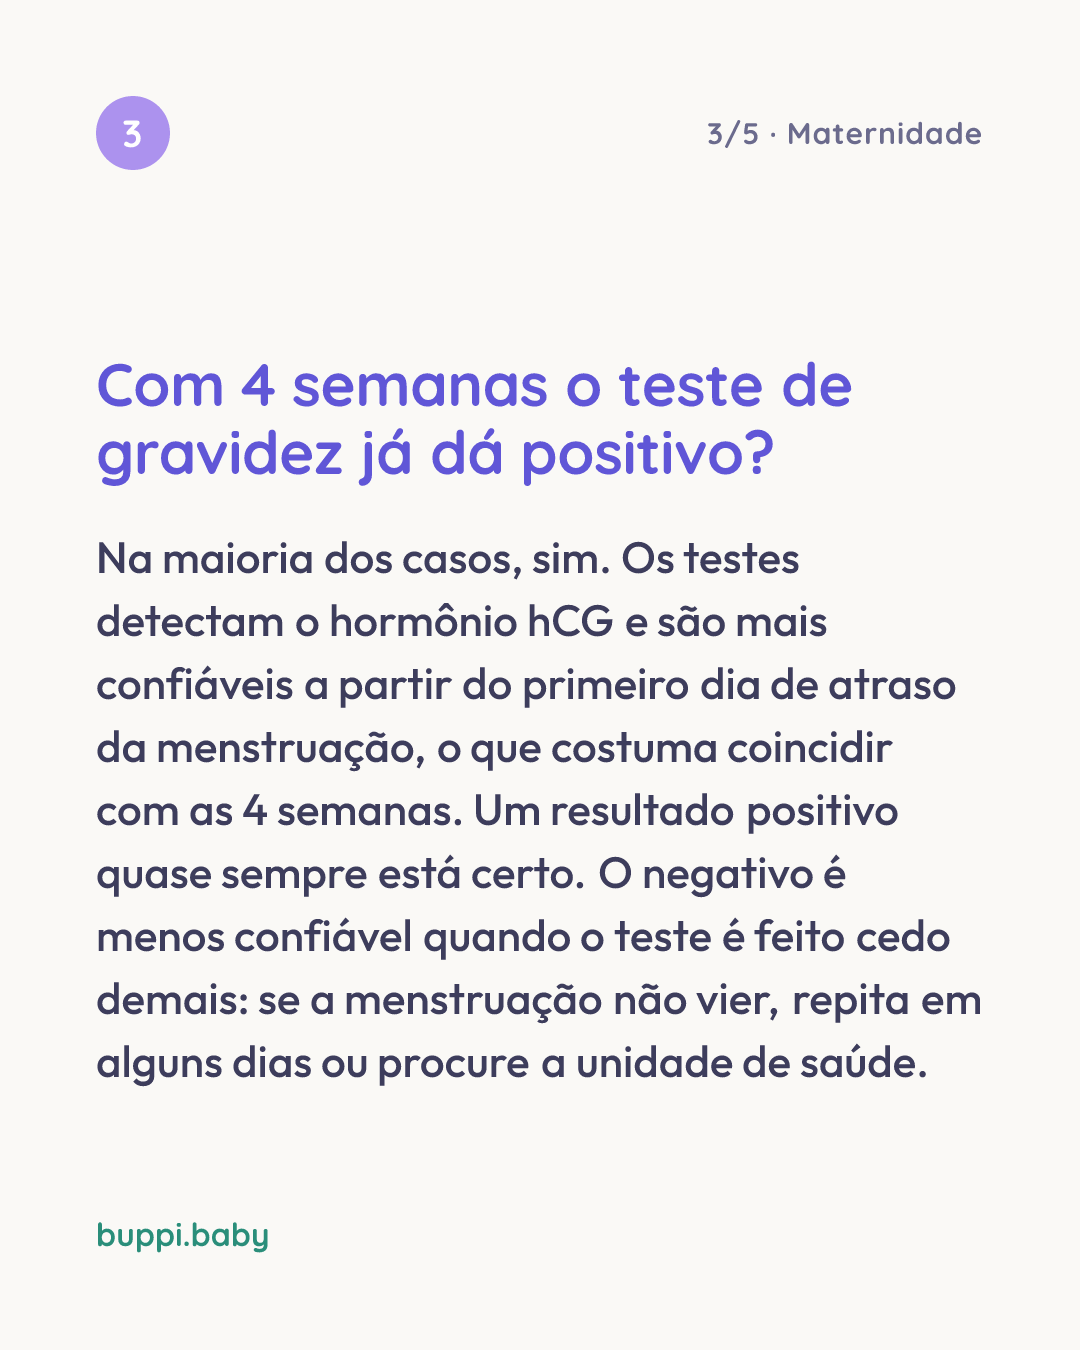 3
3/5 · Maternidade
Com 4 semanas o teste de
gravidez já dá positivo?
Na maioria dos casos, sim. Os testes
detectam o hormônio hCG e são mais
confiáveis a partir do primeiro dia de atraso
da menstruação, o que costuma coincidir
com as 4 semanas. Um resultado positivo
quase sempre está certo. O negativo é
menos confiável quando o teste é feito cedo
demais: se a menstruação não vier, repita em
alguns dias ou procure a unidade de saúde.
buppi.baby